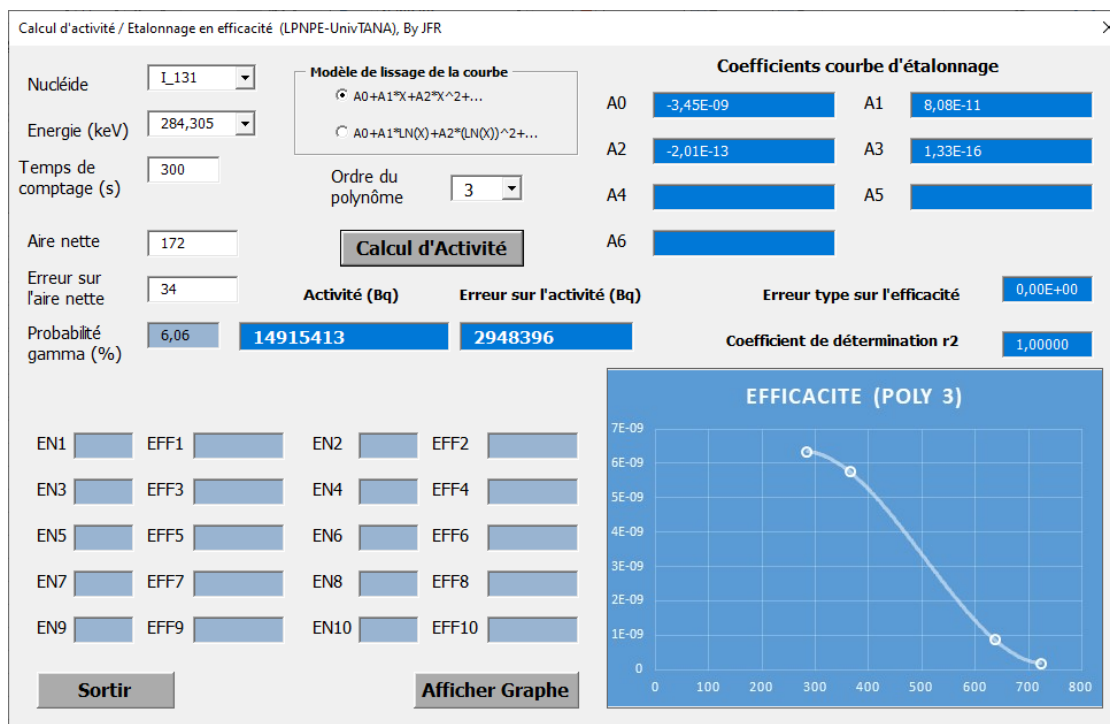 Calcul d'activité / Etalonnage en efficacité (LPNPE-UnivTANA), By JFR
Nucléide
I_131
Energie (keV)
284,305
Temps de
comptage (s)
300
Modèle de lissage de la courbe
A0+A1*X+A2*X^2+...
A0+A1*LN(X)+A2*(LN(X))^2+...
Ordre du
polynôme
3
Coefficients courbe d'étalonnage
A0 -3,45E-09 A1 8,08E-11
A2 -2,01E-13 A3 1,33E-16
A4 A5
A6
Aire nette
172
Calcul d'Activité
Erreur sur
l'aire nette
34
Activité (Bq) Erreur sur l'activité (Bq)
Erreur type sur l'efficacité 0,00E+00
Probabilité
gamma (%)
6,06
14915413 2948396
Coefficient de détermination r2 1,00000
EN1 EFF1 EN2 EFF2
EN3 EFF3 EN4 EFF4
EN5 EFF5 EN6 EFF6
EN7 EFF7 EN8 EFF8
EN9 EFF9 EN10 EFF10
Sortir
Afficher Graphe
EFFICACITE (POLY 3)
7E-09
6E-09
5E-09
4E-09
3E-09
2E-09
1E-09
0
0 100 200 300 400 500 600 700 800